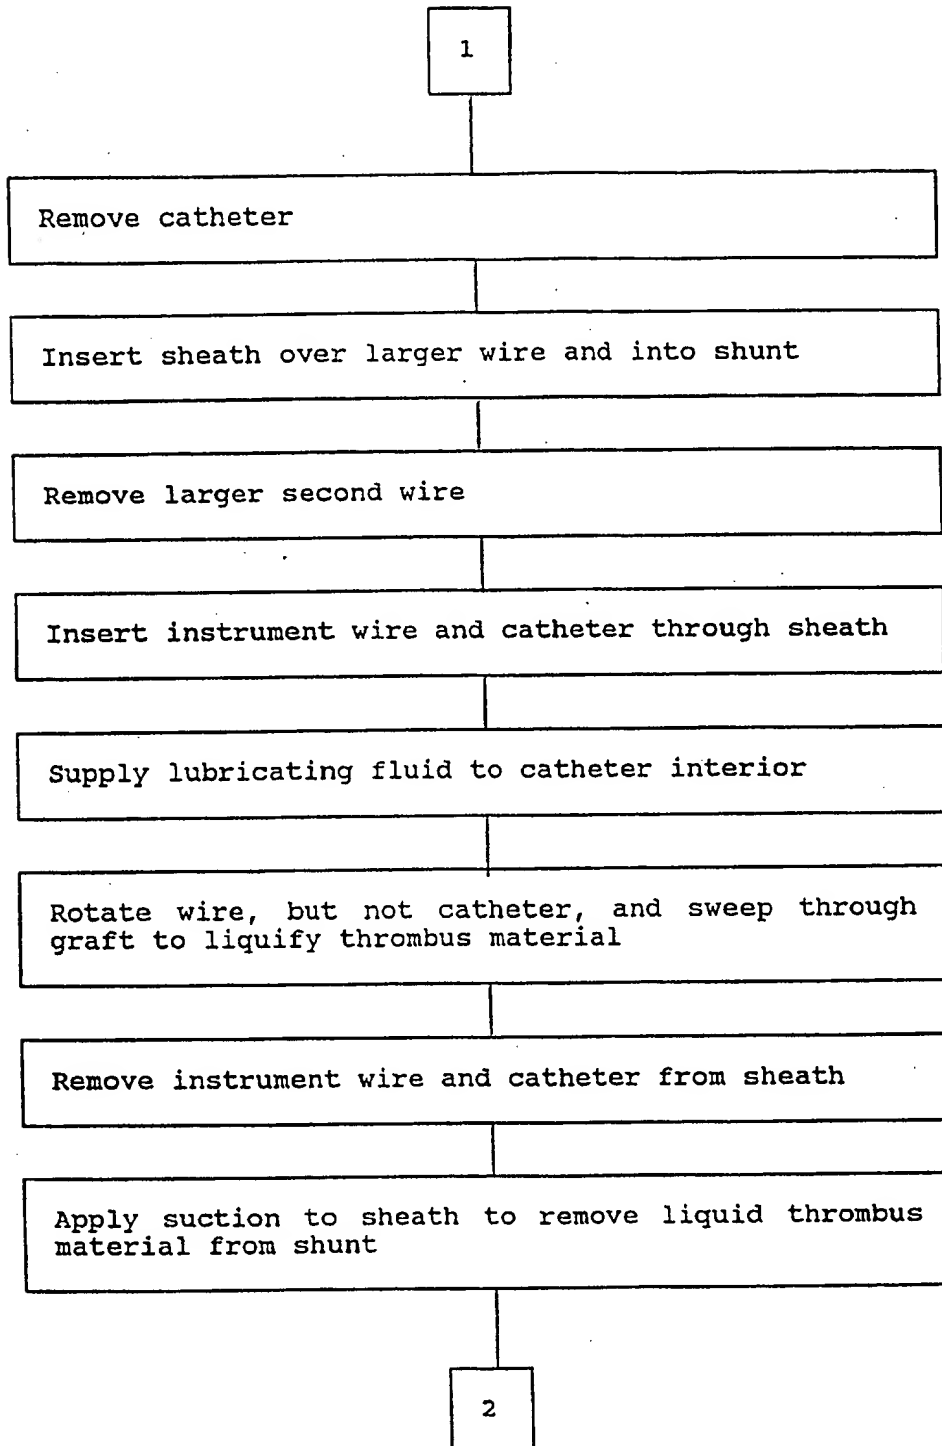 1
Remove catheter
Insert sheath over larger wire and into shunt
Remove larger second wire
Insert instrument wire and catheter through sheath
Supply lubricating fluid to catheter interior
Rotate wire, but not catheter, and sweep through
graft to liquify thrombus material
Remove instrument wire and catheter from sheath
Apply suction to sheath to remove liquid thrombus
material from shunt
2